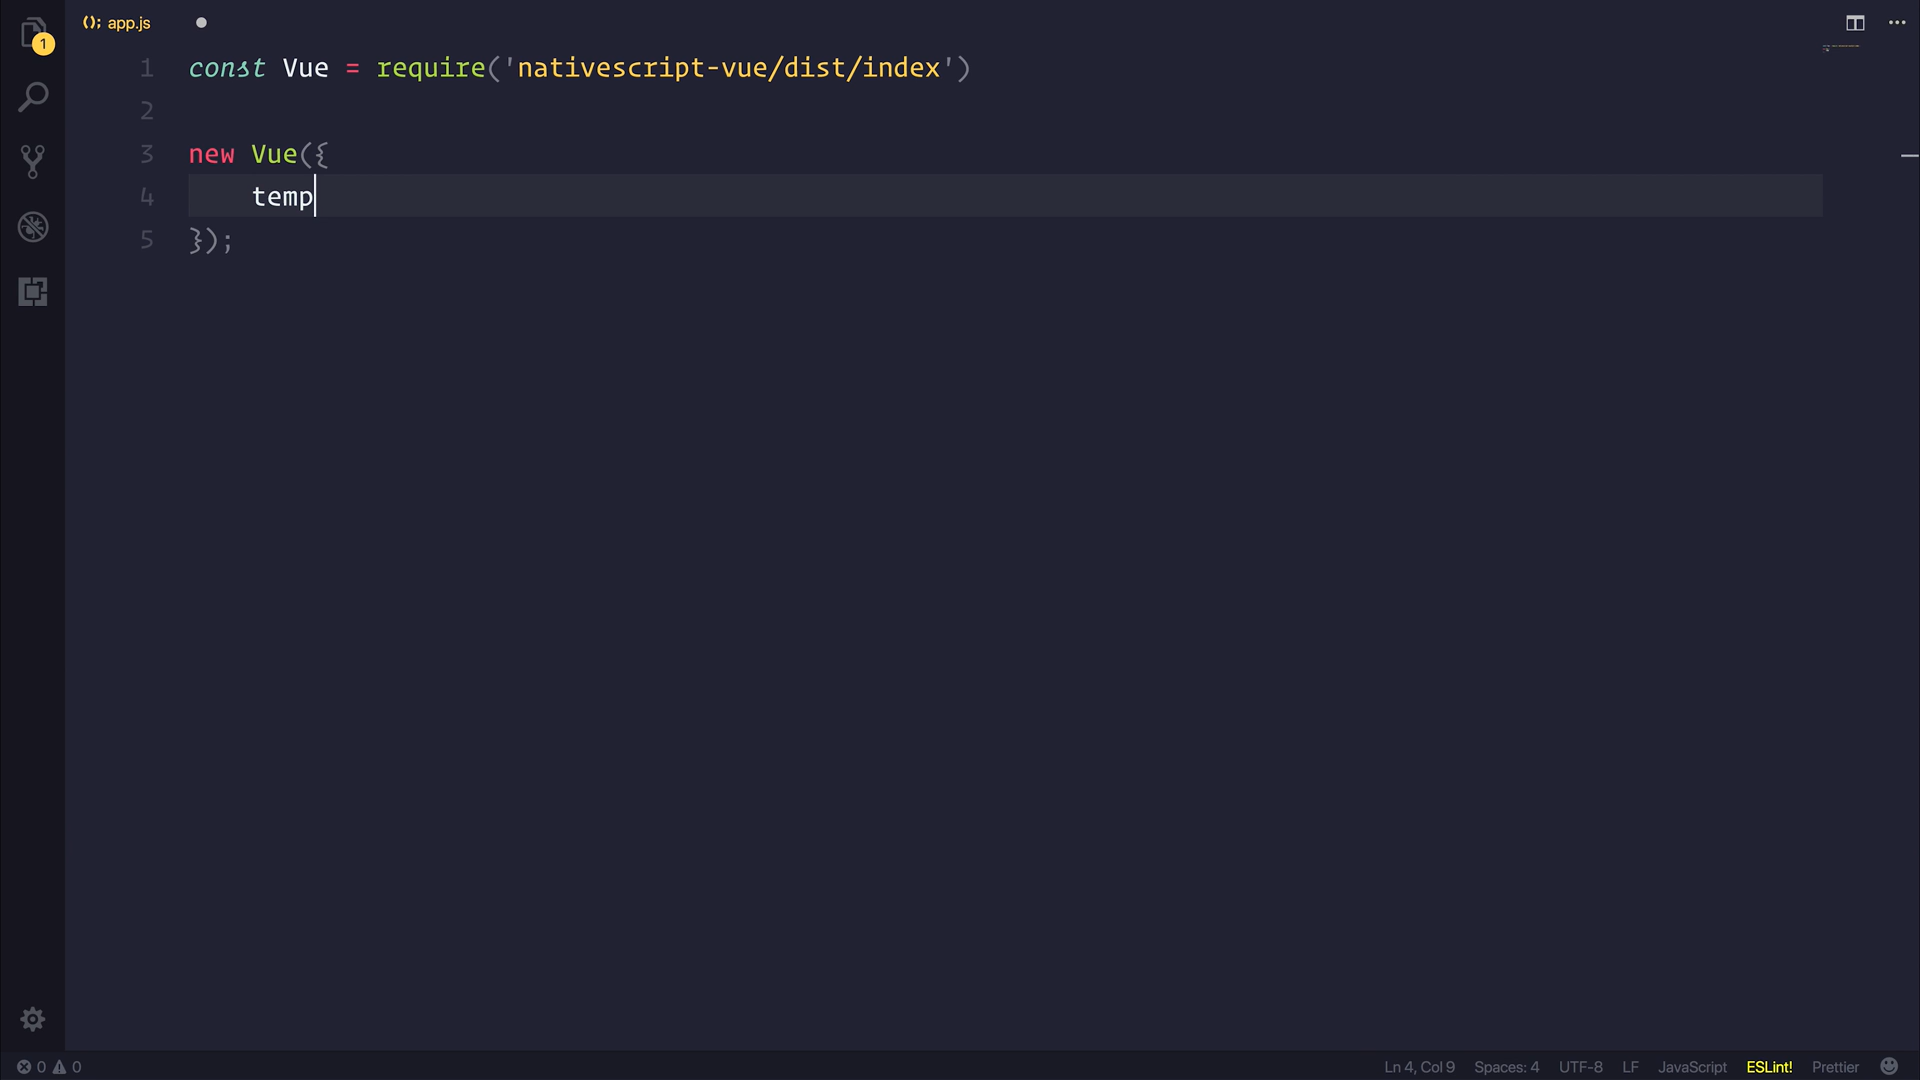 1
(); app.js
1 const Vue = require('nativescript-vue/dist/index')
2
3 new Vue({
4     temp
5 });
0 0 Ln 4, Col 9 Spaces: 4 UTF-8 LF JavaScript ESLint! Prettier